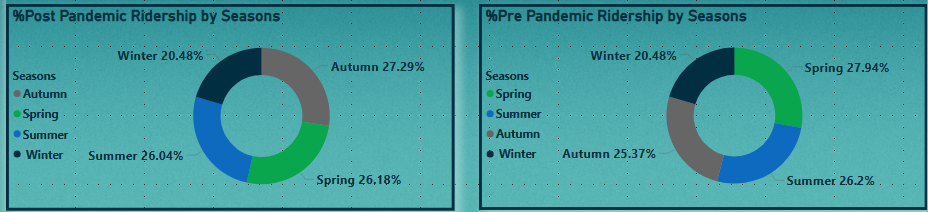 %Post Pandemic Ridership by Seasons
Winter 20.48%
Autumn 27.29%
Seasons
Autumn
Spring
Summer
Winter
Summer 26.04%
Spring 26,18%
%Pre Pandemic Ridership by Seasons
Winter 20.48%
Spring 27.94%
Seasons
Spring
Summer
Autumn
Winter
Autumn 25.37%
Summer 26.2%